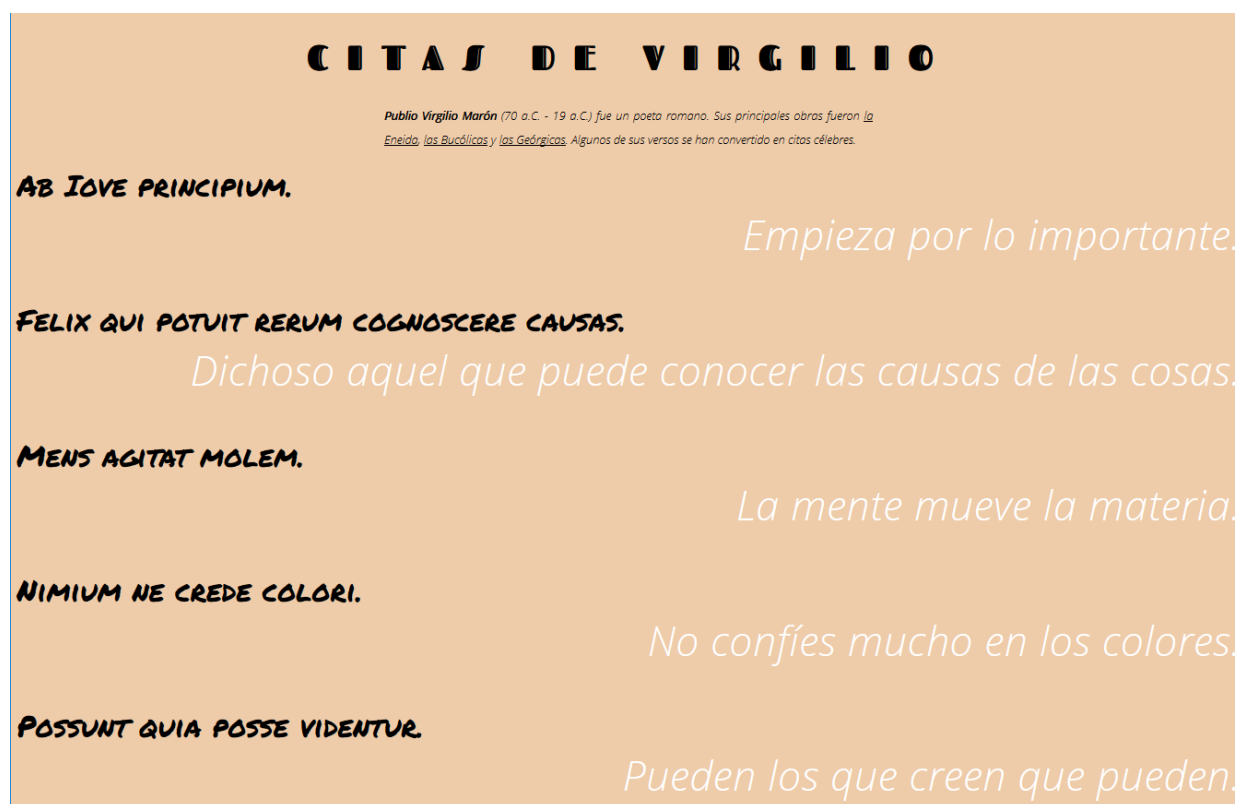 CITAS DE VIRGILIO
Publio Virgilio Marón (70 a.C. - 19 a.C.) fue un poeta romano. Sus principales obras fueron la
Eneida, las Bucólicas y las Geórgicas. Algunos de sus versos se han convertido en citas célebres.
Ab Iove principium.
Empieza por lo importante.
Felix qui potuit rerum cognoscere causas.
Dichoso aquel que puede conocer las causas de las cosas.
Mens agitat molem.
La mente mueve la materia.
Nimium ne crede colori.
No confíes mucho en los colores.
Possunt quia posse videntur.
Pueden los que creen que pueden.